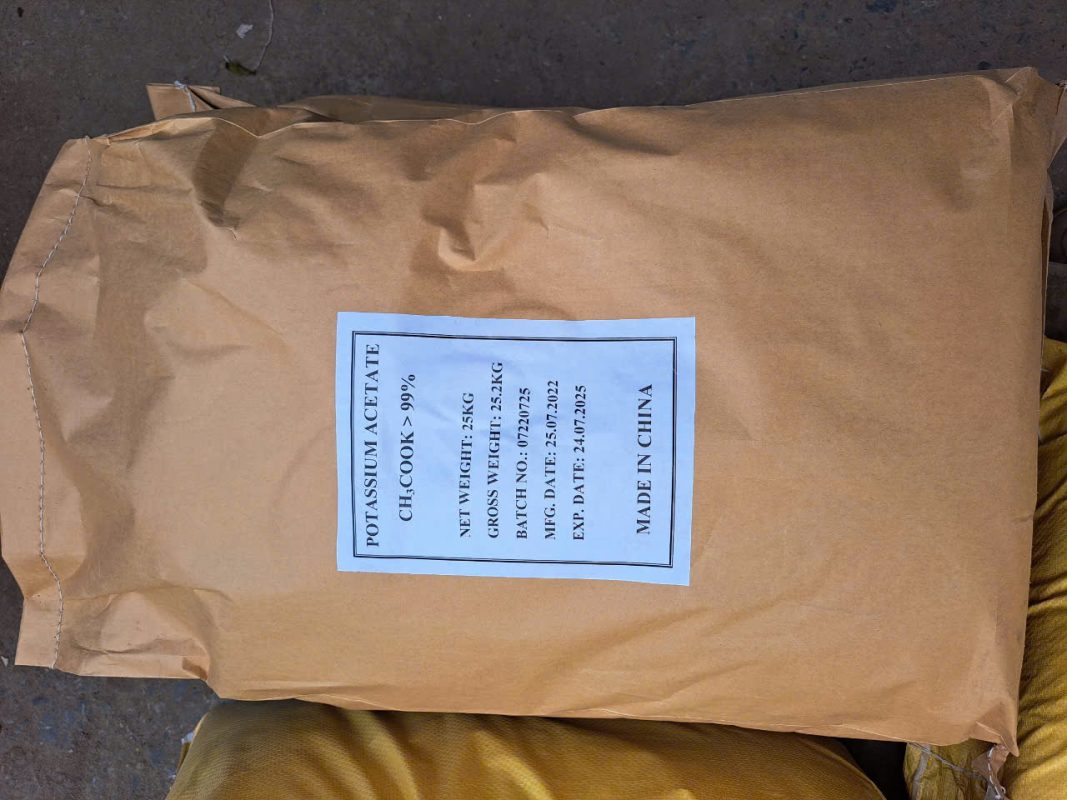 POTASSIUM ACETATE
CH₃COOK > 99%
NET WEIGHT: 25KG
GROSS WEIGHT: 25.2KG
BATCH NO.: 07220725
MFG. DATE: 25.07.2022
EXP. DATE: 24.07.2025
MADE IN CHINA